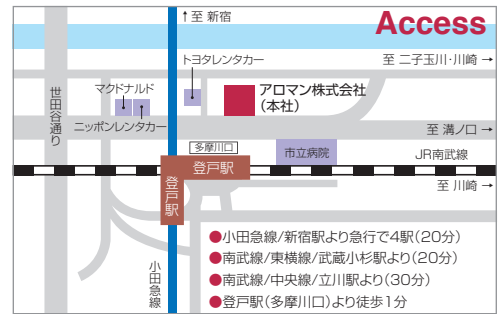 ↑至 新宿
Access
至 二子玉川・川崎 →
トヨタレンタカー
マクドナルド
アロマン株式会社
(本社)
世田谷通り
ニッポンレンタカー
至 溝ノ口 →
多摩川口
市立病院
JR南武線
登戸駅
登戸駅
至 川崎 →
小田急線
●小田急線/新宿駅より急行で4駅(20分)
●南武線/東横線/武蔵小杉駅より(20分)
●南武線/中央線/立川駅より(30分)
●登戸駅(多摩川口)より徒歩1分